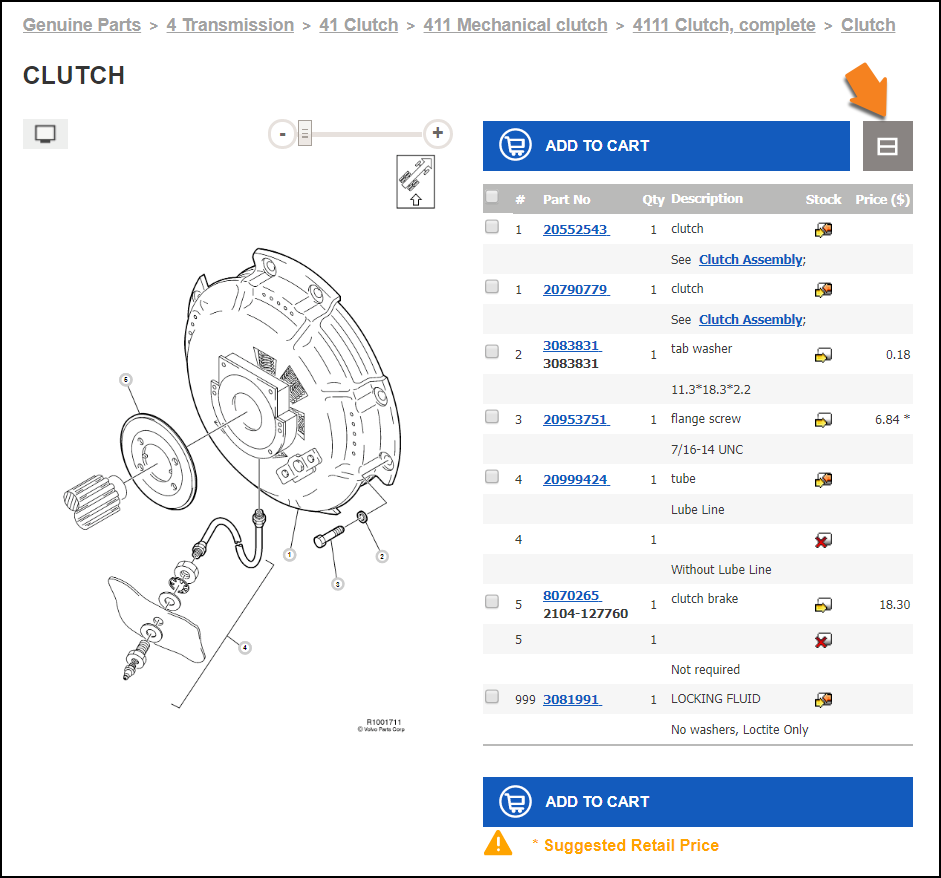 Genuine Parts > 4 Transmission > 41 Clutch > 411 Mechanical clutch > 4111 Clutch, complete > Clutch
CLUTCH
- +
ADD TO CART
# Part No Qty Description Stock Price ($)
1 20552543 1 clutch
See Clutch Assembly;
1 20790779 1 clutch
See Clutch Assembly;
2 3083831 1 tab washer 0.18
3083831
11.3*18.3*2.2
3 20953751 1 flange screw 6.84 *
7/16-14 UNC
4 20999424 1 tube
Lube Line
4 1
Without Lube Line
5 8070265 1 clutch brake 18.30
2104-127760
5 1
Not required
999 3081991 1 LOCKING FLUID
No washers, Loctite Only
5
1
2
3
4
R1001711
© Volvo Parts Corp
ADD TO CART
* Suggested Retail Price